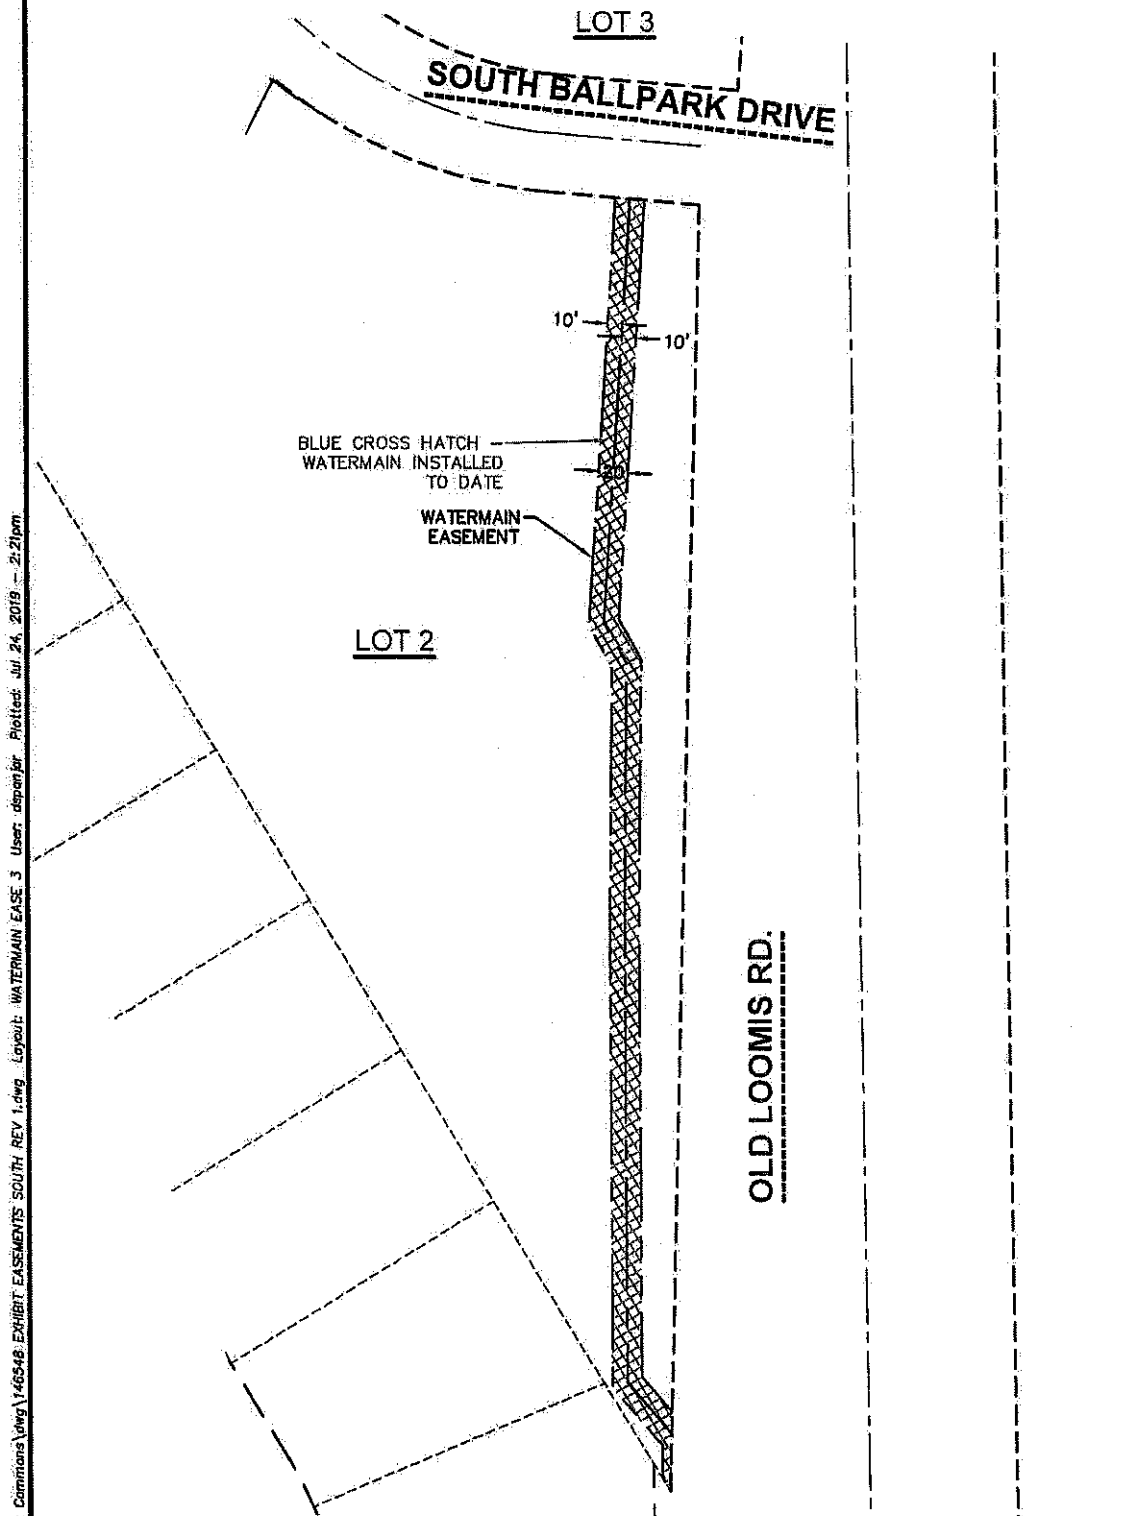 LOT 3
SOUTH BALLPARK DRIVE
10'
10'
BLUE CROSS HATCH
WATERMAIN INSTALLED
TO DATE
20
WATERMAIN
EASEMENT
LOT 2
OLD LOOMIS RD.
Commons\dwg\14654B EXHIBIT EASEMENTS SOUTH REV 1.dwg Layout: WATERMAIN EASE 3 User: dspanjar Plotted: Jul 24, 2019 - 2:21pm